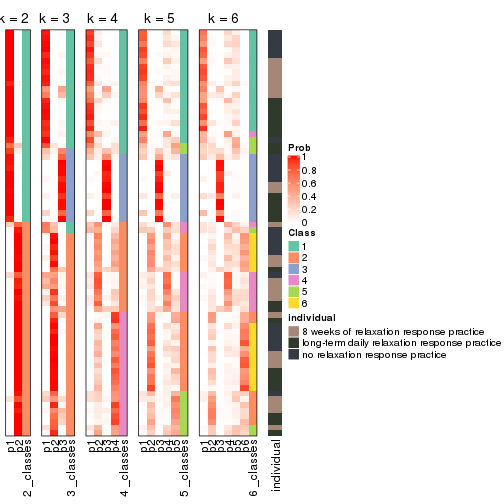 k = 2 k = 3 k = 4 k = 5 k = 6
Prob
1
0.8
0.6
0.4
0.2
0
Class
1
2
3
4
5
6
individual
8 weeks of relaxation response practice
long-term daily relaxation response practice
no relaxation response practice
p1
p2
2_classes
p1
p2
p3
3_classes
p1
p2
p3
p4
4_classes
p1
p2
p3
p4
p5
5_classes
p1
p2
p3
p4
p5
p6
6_classes
individual